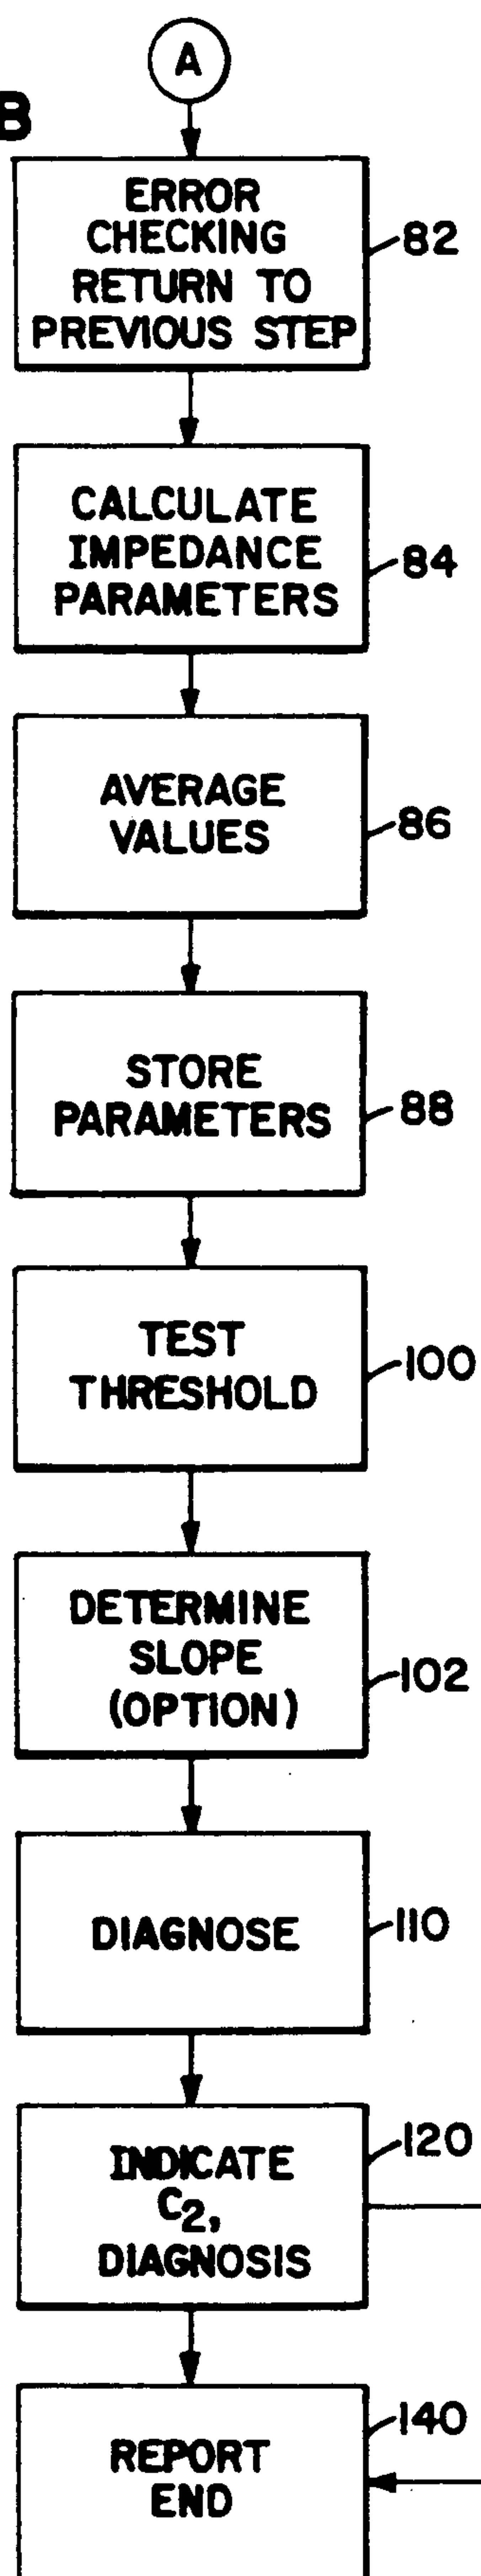 A
B
ERROR
CHECKING
RETURN TO
PREVIOUS STEP
82
CALCULATE
IMPEDANCE
PARAMETERS
84
AVERAGE
VALUES
86
STORE
PARAMETERS
88
TEST
THRESHOLD
100
DETERMINE
SLOPE
(OPTION)
102
DIAGNOSE
110
INDICATE
C2,
DIAGNOSIS
120
REPORT
END
140